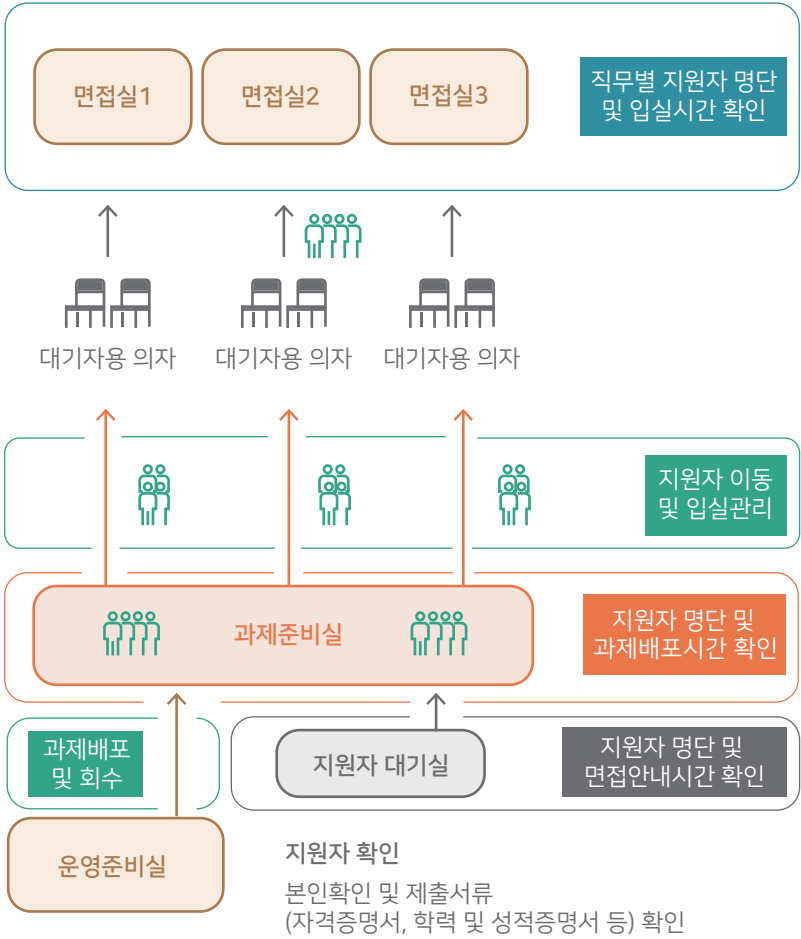 면접실1
면접실2
면접실3
직무별 지원자 명단
및 입실시간 확인
대기자용 의자
대기자용 의자
대기자용 의자
지원자 이동
및 입실관리
과제준비실
지원자 명단 및
과제배포시간 확인
과제배포
및 회수
지원자 대기실
지원자 명단 및
면접안내시간 확인
운영준비실
지원자 확인
본인확인 및 제출서류
(자격증명서, 학력 및 성적증명서 등) 확인